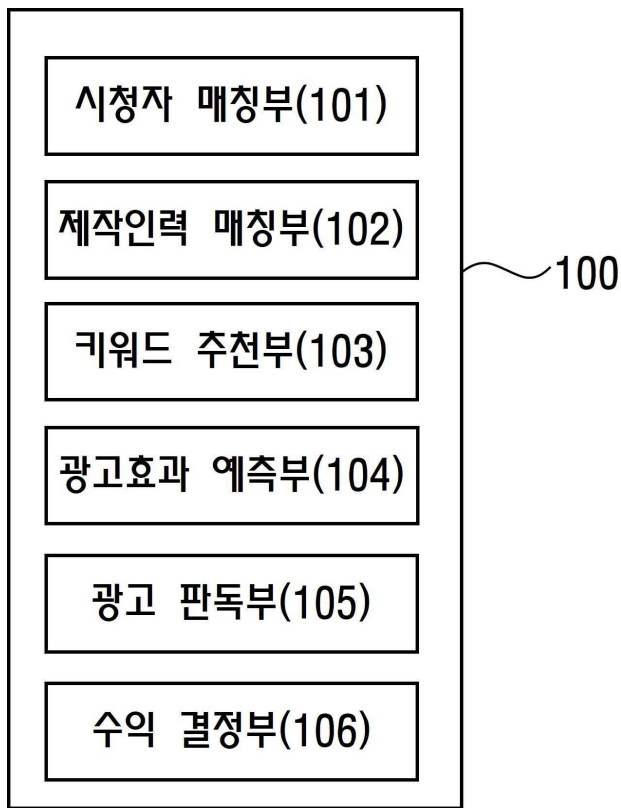 시청자 매칭부(101)
제작인력 매칭부(102)
100
키워드 추천부(103)
광고효과 예측부(104)
광고 판독부(105)
수익 결정부(106)